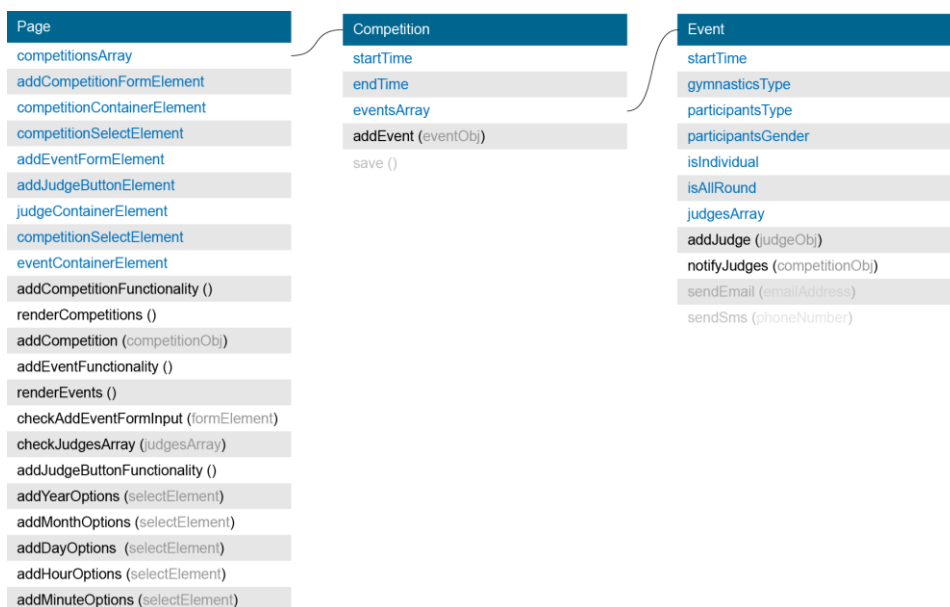 Page
competitionsArray
addCompetitionFormElement
competitionContainerElement
competitionSelectElement
addEventFormElement
addJudgeButtonElement
judgeContainerElement
competitionSelectElement
eventContainerElement
addCompetitionFunctionality ()
renderCompetitions ()
addCompetition (competitionObj)
addEventFunctionality ()
renderEvents ()
checkAddEventFormInput (formElement)
checkJudgesArray (judgesArray)
addJudgeButtonFunctionality ()
addYearOptions (selectElement)
addMonthOptions (selectElement)
addDayOptions (selectElement)
addHourOptions (selectElement)
addMinuteOptions (selectElement)
Competition
startTime
endTime
eventsArray
addEvent (eventObj)
save ()
Event
startTime
gymnasticsType
participantsType
participantsGender
isIndividual
isAllRound
judgesArray
addJudge (judgeObj)
notifyJudges (competitionObj)
sendEmail (emailAddress)
sendSms (phoneNumber)